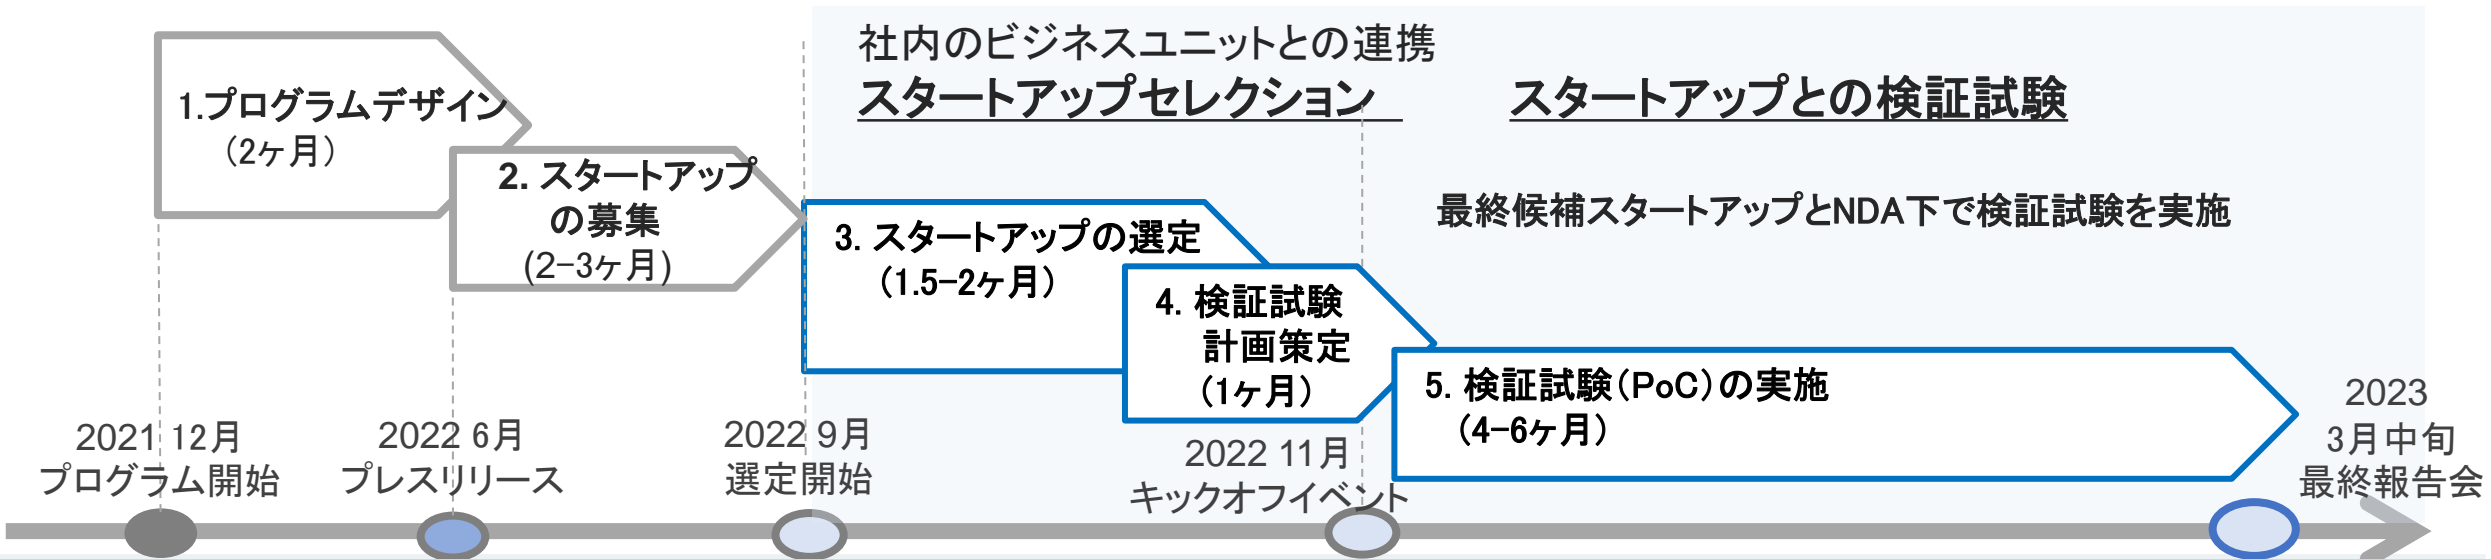 社内のビジネスユニットとの連携
スタートアップセレクション
スタートアップとの検証試験
1.プログラムデザイン
(2ヶ月)
2. スタートアップ
の募集
(2-3ヶ月)
最終候補スタートアップとNDA下で検証試験を実施
3. スタートアップの選定
(1.5-2ヶ月)
4. 検証試験
計画策定
(1ヶ月)
5. 検証試験(PoC)の実施
(4-6ヶ月)
2021 12月
プログラム開始
2022 6月
プレスリリース
2022 9月
選定開始
2022 11月
キックオフイベント
2023
3月中旬
最終報告会